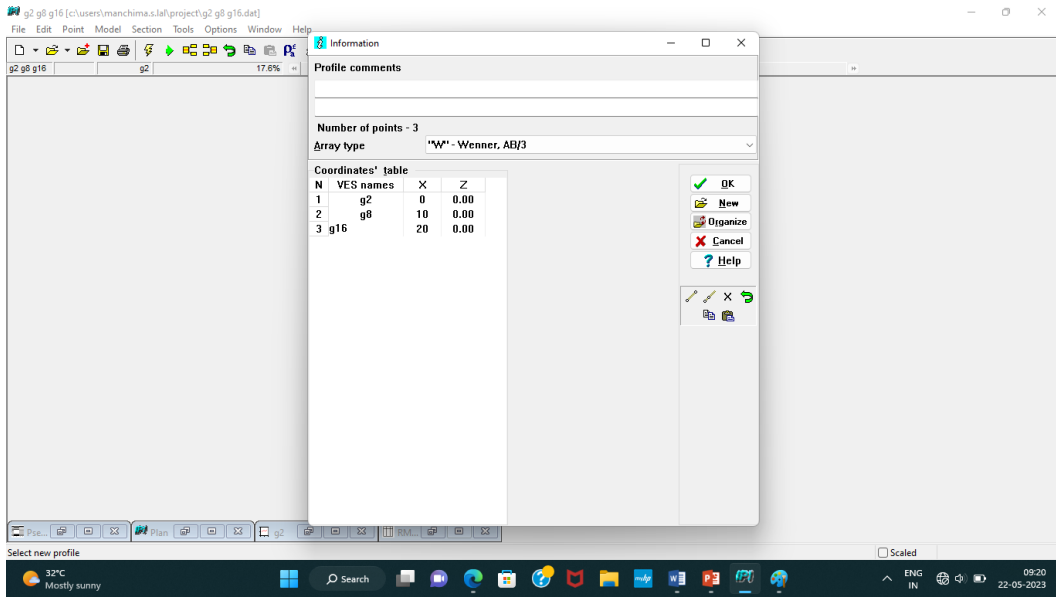 g2 g8 g16 [c:\users\manchima.s.lal\project\g2 g8 g16.dat]
File Edit Point Model Section Tools Options Window Help
g2 g8 g16 g2 17.6%
Information
Profile comments
Number of points - 3
Array type "W" - Wenner, AB/3
Coordinates' table
N VES names X Z
1 g2 0 0.00
2 g8 10 0.00
3 g16 20 0.00
OK
New
Organize
Cancel
Help
Pse... Plan g2 RM...
Select new profile Scaled
32°C
Mostly sunny
Search
ENG
IN
09:20
22-05-2023